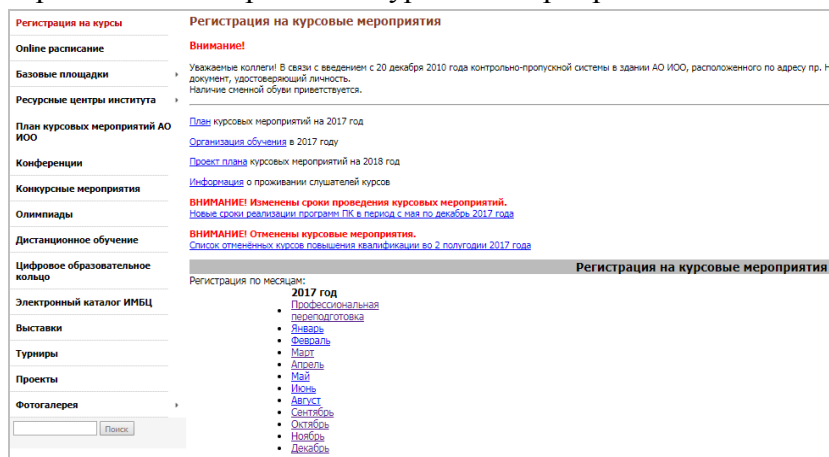 Регистрация на курсы
Online расписание
Базовые площадки
Ресурсные центры института
План курсовых мероприятий АО
ИОО
Конференции
Конкурсные мероприятия
Олимпиады
Дистанционное обучение
Цифровое образовательное
кольцо
Электронный каталог ИМБЦ
Выставки
Турниры
Проекты
Фотогалерея
Поиск
Регистрация на курсовые мероприятия
Внимание!
Уважаемые коллеги! В связи с введением с 20 декабря 2010 года контрольно-пропускной системы в здании АО ИОО, расположенного по адресу пр. Н
документ, удостоверяющий личность.
Наличие сменной обуви приветствуется.
План курсовых мероприятий на 2017 год
Организация обучения в 2017 году
Проект плана курсовых мероприятий на 2018 год
Информация о проживании слушателей курсов
ВНИМАНИЕ! Изменены сроки проведения курсовых мероприятий.
Новые сроки реализации программ ПК в период с мая по декабрь 2017 года
ВНИМАНИЕ! Отменены курсовые мероприятия.
Список отменённых курсов повышения квалификации во 2 полугодии 2017 года
Регистрация на курсовые мероприятия
Регистрация по месяцам:
2017 год
Профессиональная
переподготовка
Январь
Февраль
Март
Апрель
Май
Июнь
Август
Сентябрь
Октябрь
Ноябрь
Декабрь